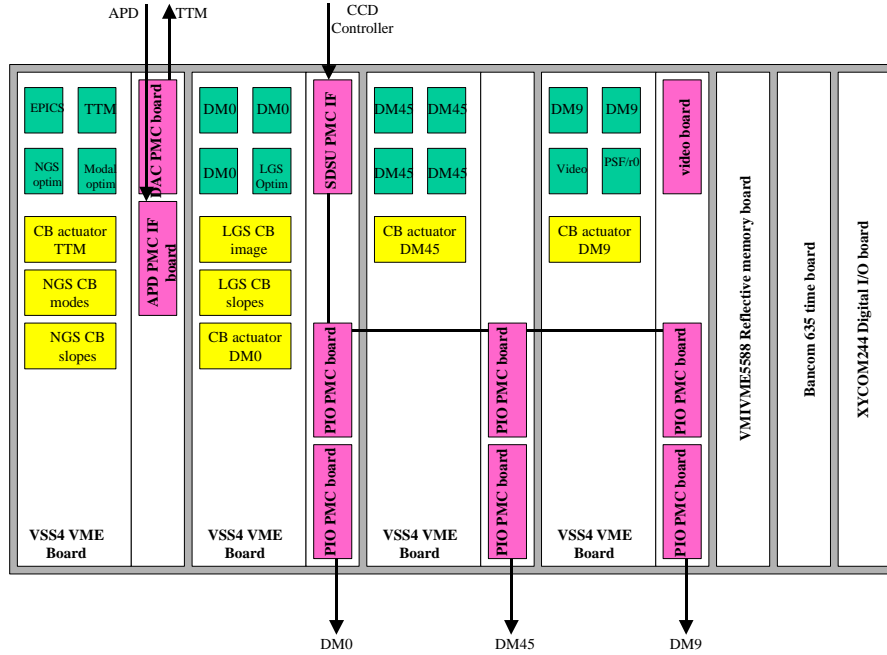 APD
TTM
CCD
Controller
EPICS
TTM
NGS
optim
Modal
optim
CB actuator
TTM
NGS CB
modes
NGS CB
slopes
VSS4 VME
Board
DAC PMC board
APD PMC IF
board
DM0
DM0
DM0
LGS
Optim
LGS CB
image
LGS CB
slopes
CB actuator
DM0
VSS4 VME
Board
SDSU PMC IF
PIO PMC board
PIO PMC board
DM45
DM45
DM45
DM45
CB actuator
DM45
VSS4 VME
Board
PIO PMC board
PIO PMC board
DM9
DM9
Video
PSF/r0
CB actuator
DM9
VSS4 VME
Board
video board
PIO PMC board
PIO PMC board
VMIVME5588 Reflective memory board
Bancom 635 time board
XYCOM244 Digital I/O board
DM0
DM45
DM9